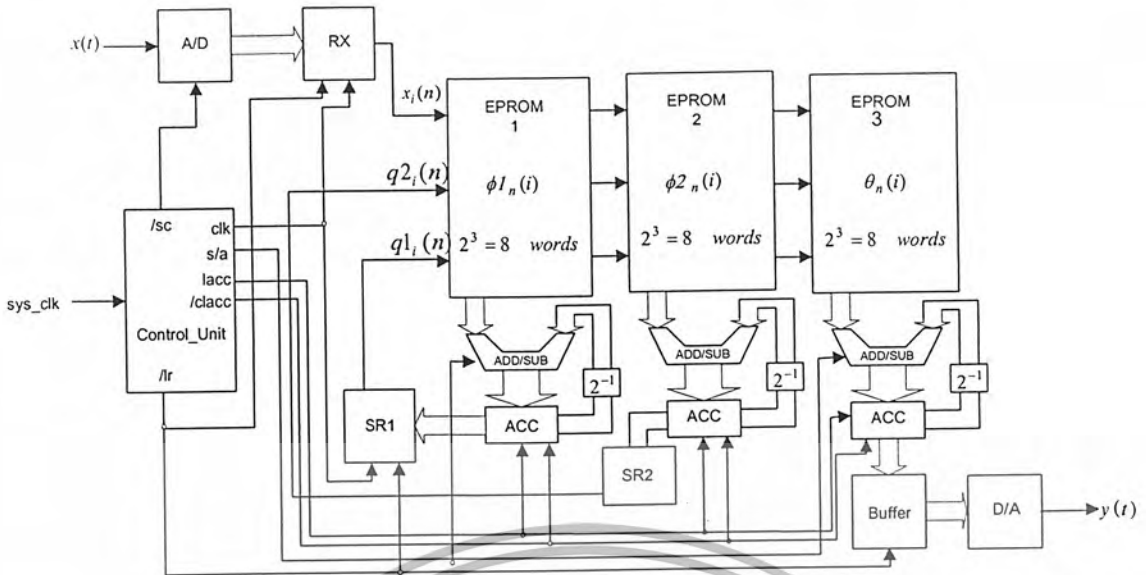 x(t)
A/D
RX
x_i(n)
EPROM
1
EPROM
2
EPROM
3
q2_i(n)
ϕ1_n(i)
ϕ2_n(i)
θ_n(i)
/sc
clk
s/a
lacc
/clacc
q1_i(n)
2^3 = 8 words
2^3 = 8 words
2^3 = 8 words
sys_clk
Control_Unit
/lr
ADD/SUB
ADD/SUB
ADD/SUB
2^-1
2^-1
2^-1
SR1
ACC
ACC
ACC
SR2
Buffer
D/A
y(t)